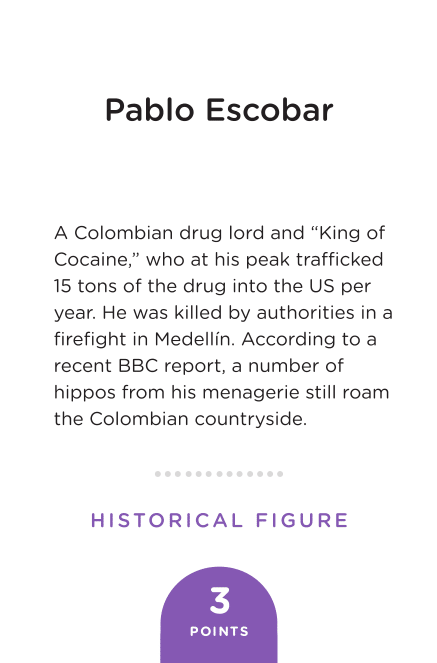 Pablo Escobar
A Colombian drug lord and “King of
Cocaine,” who at his peak trafficked
15 tons of the drug into the US per
year. He was killed by authorities in a
firefight in Medellín. According to a
recent BBC report, a number of
hippos from his menagerie still roam
the Colombian countryside.
HISTORICAL FIGURE
3
POINTS